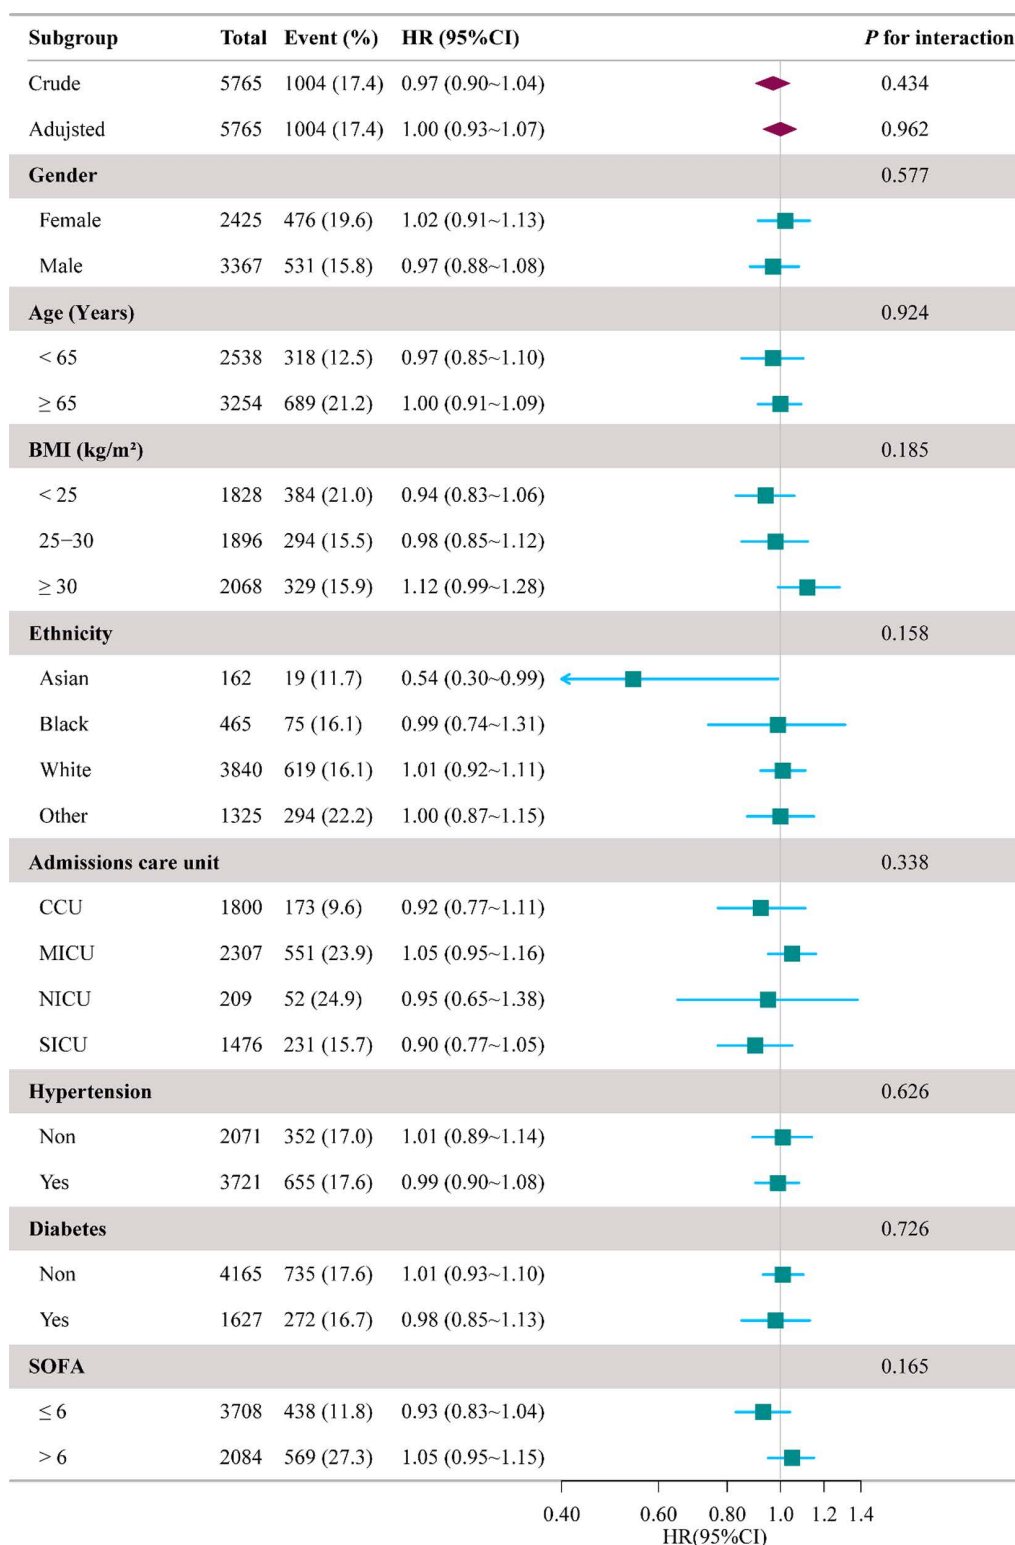 Subgroup Total Event (%) HR (95%CI) P for interaction
Crude 5765 1004 (17.4) 0.97 (0.90~1.04) 0.434
Adujsted 5765 1004 (17.4) 1.00 (0.93~1.07) 0.962
Gender 0.577
Female 2425 476 (19.6) 1.02 (0.91~1.13)
Male 3367 531 (15.8) 0.97 (0.88~1.08)
Age (Years) 0.924
< 65 2538 318 (12.5) 0.97 (0.85~1.10)
≥ 65 3254 689 (21.2) 1.00 (0.91~1.09)
BMI (kg/m²) 0.185
< 25 1828 384 (21.0) 0.94 (0.83~1.06)
25−30 1896 294 (15.5) 0.98 (0.85~1.12)
≥ 30 2068 329 (15.9) 1.12 (0.99~1.28)
Ethnicity 0.158
Asian 162 19 (11.7) 0.54 (0.30~0.99)
Black 465 75 (16.1) 0.99 (0.74~1.31)
White 3840 619 (16.1) 1.01 (0.92~1.11)
Other 1325 294 (22.2) 1.00 (0.87~1.15)
Admissions care unit 0.338
CCU 1800 173 (9.6) 0.92 (0.77~1.11)
MICU 2307 551 (23.9) 1.05 (0.95~1.16)
NICU 209 52 (24.9) 0.95 (0.65~1.38)
SICU 1476 231 (15.7) 0.90 (0.77~1.05)
Hypertension 0.626
Non 2071 352 (17.0) 1.01 (0.89~1.14)
Yes 3721 655 (17.6) 0.99 (0.90~1.08)
Diabetes 0.726
Non 4165 735 (17.6) 1.01 (0.93~1.10)
Yes 1627 272 (16.7) 0.98 (0.85~1.13)
SOFA 0.165
≤ 6 3708 438 (11.8) 0.93 (0.83~1.04)
> 6 2084 569 (27.3) 1.05 (0.95~1.15)
0.40 0.60 0.80 1.0 1.2 1.4
HR(95%CI)